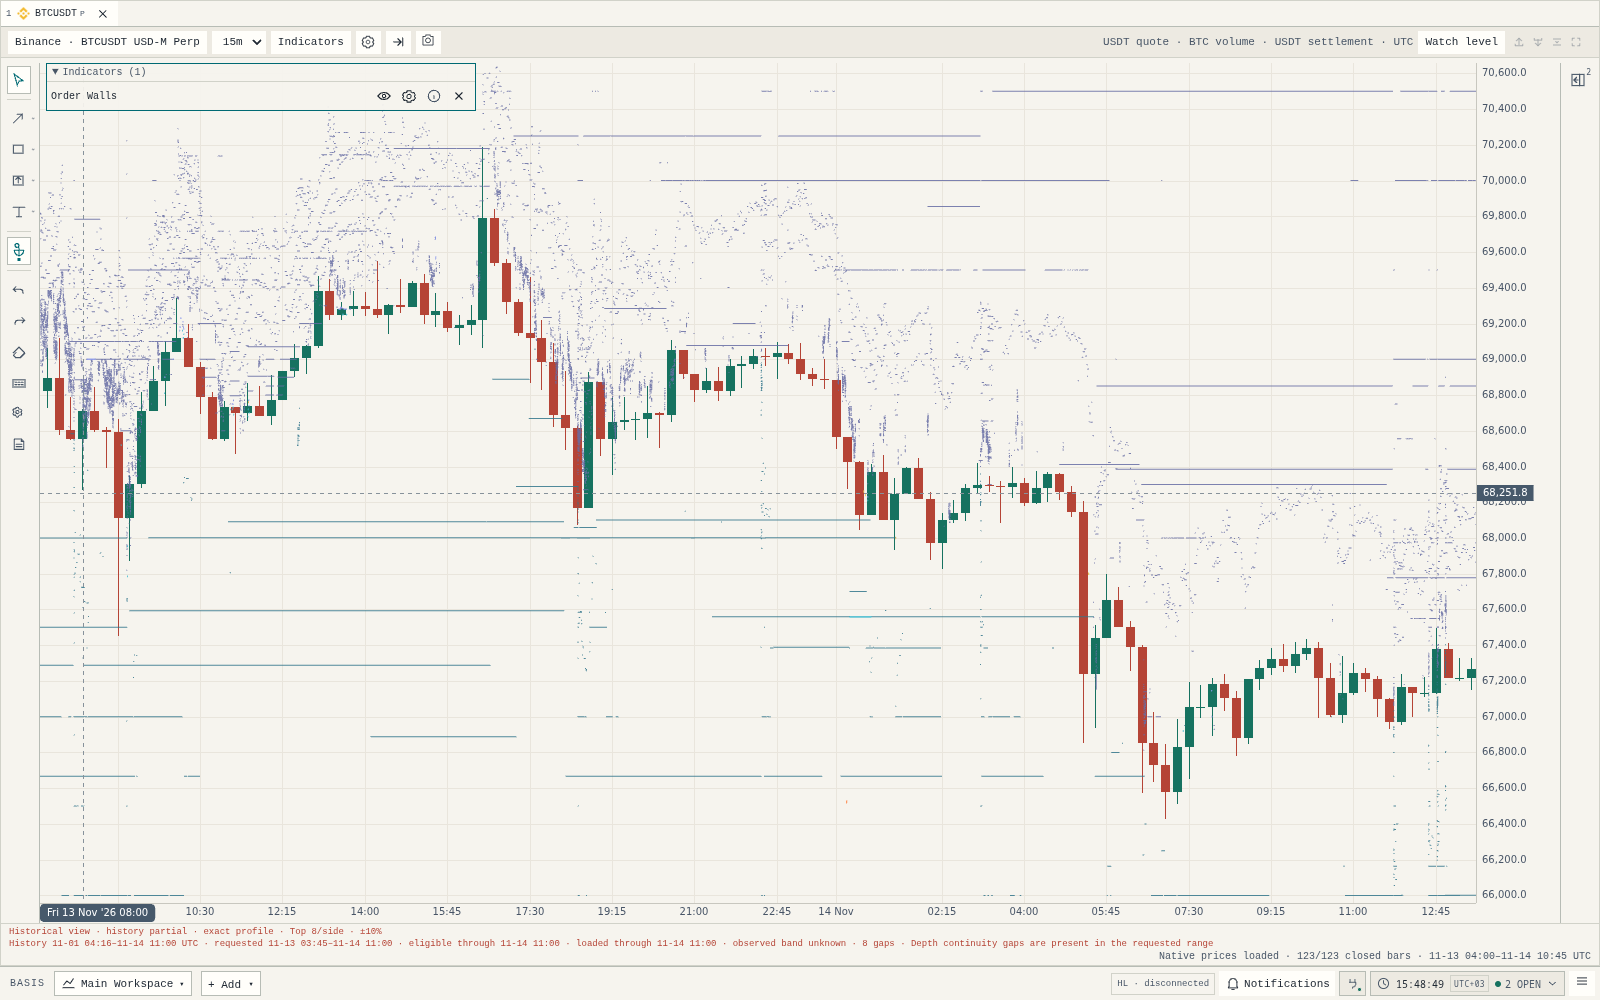 1 BTCUSDT P
Binance · BTCUSDT USD-M Perp 15m Indicators USDT quote · BTC volume · USDT settlement · UTC Watch level
Indicators (1)
Order Walls
2
70,600.0
70,400.0
70,200.0
70,000.0
69,800.0
69,600.0
69,400.0
69,200.0
69,000.0
68,800.0
68,600.0
68,400.0
68,251.8
68,200.0
68,000.0
67,800.0
67,600.0
67,400.0
67,200.0
67,000.0
66,800.0
66,600.0
66,400.0
66,200.0
66,000.0
Fri 13 Nov '26 08:00 10:30 12:15 14:00 15:45 17:30 19:15 21:00 22:45 14 Nov 02:15 04:00 05:45 07:30 09:15 11:00 12:45
Historical view · history partial · exact profile · Top 8/side · ±10%
History 11-01 04:16–11-14 11:00 UTC · requested 11-13 03:45–11-14 11:00 · eligible through 11-14 11:00 · loaded through 11-14 11:00 · observed band unknown · 8 gaps · Depth continuity gaps are present in the requested range
Native prices loaded · 123/123 closed bars · 11-13 04:00–11-14 10:45 UTC
BASIS Main Workspace + Add HL · disconnected Notifications 15:48:49 UTC+03 2 OPEN